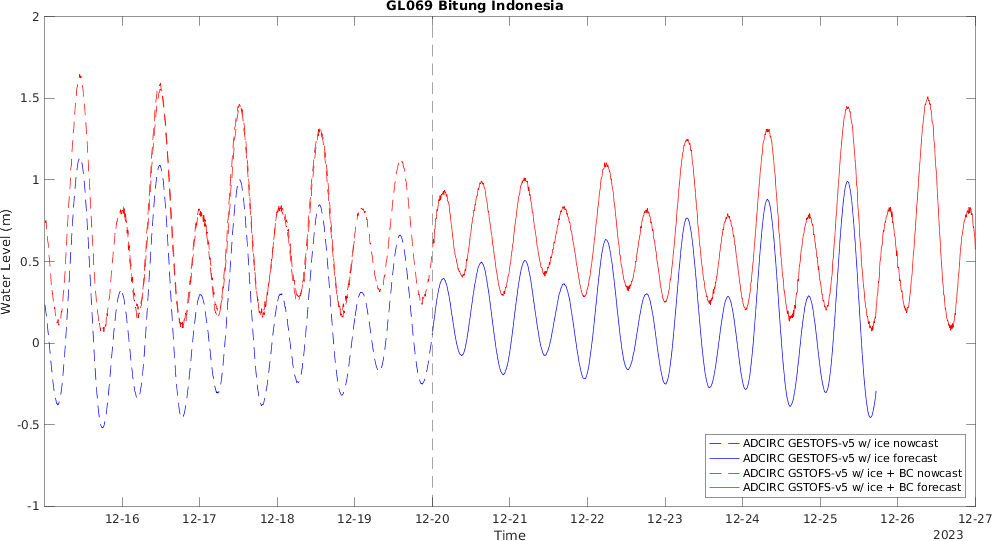 GL069 Bitung Indonesia
2
1.5
1
0.5
0
-0.5
-1
Water Level (m)
12-16
12-17
12-18
12-19
12-20
12-21
12-22
12-23
12-24
12-25
12-26
12-27
Time
2023
ADCIRC GESTOFS-v5 w/ ice nowcast
ADCIRC GESTOFS-v5 w/ ice forecast
ADCIRC GSTOFS-v5 w/ ice + BC nowcast
ADCIRC GSTOFS-v5 w/ ice + BC forecast